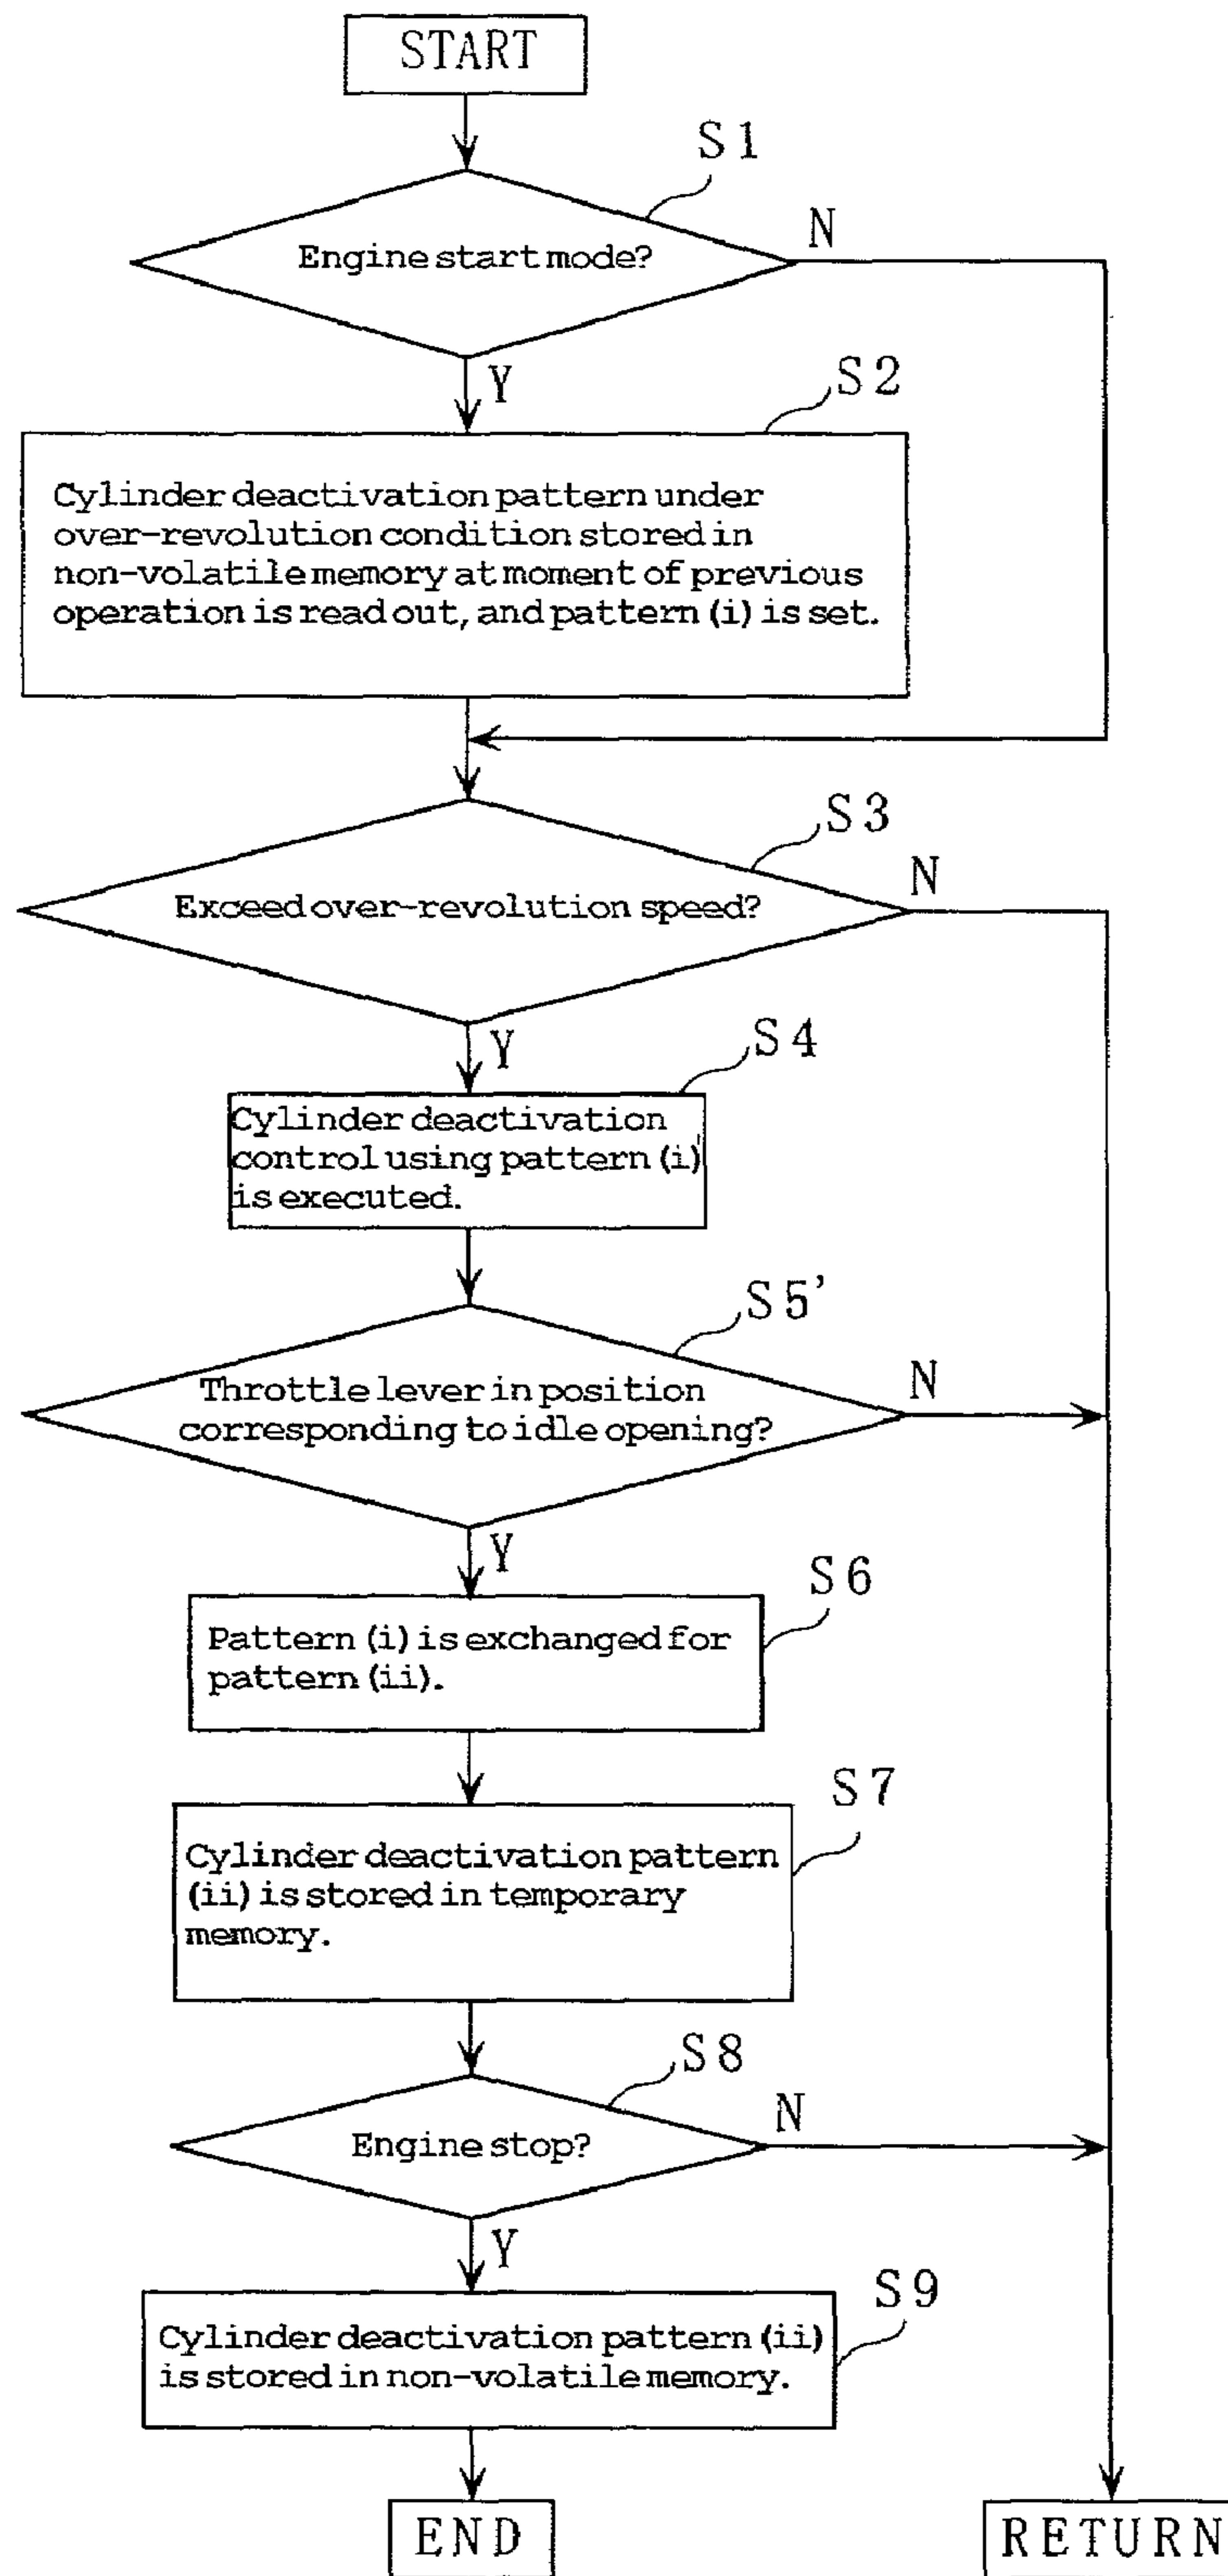 START
S1
Engine start mode?
N
Y
S2
Cylinder deactivation pattern under
over-revolution condition stored in
non-volatile memory at moment of previous
operation is read out, and pattern (i) is set.
S3
Exceed over-revolution speed?
N
Y
S4
Cylinder deactivation
control using pattern (i)
is executed.
S5'
Throttle lever in position
corresponding to idle opening?
N
Y
S6
Pattern (i) is exchanged for
pattern (ii).
S7
Cylinder deactivation pattern
(ii) is stored in temporary
memory.
S8
Engine stop?
N
Y
S9
Cylinder deactivation pattern (ii)
is stored in non-volatile memory.
END
RETURN